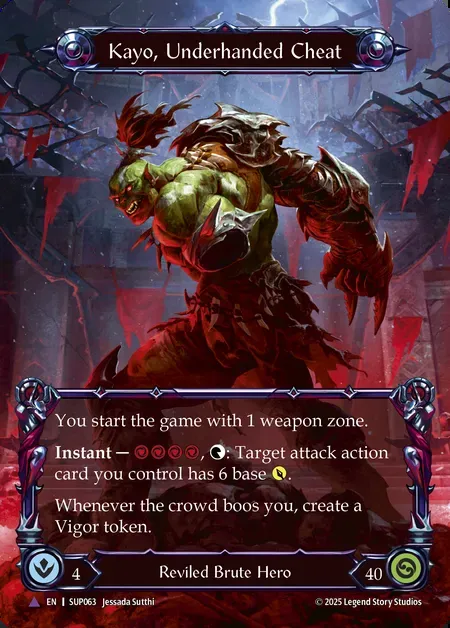 Kayo, Underhanded Cheat
You start the game with 1 weapon zone.
Instant — , : Target attack action
card you control has 6 base .
Whenever the crowd boos you, create a
Vigor token.
4
Reviled Brute Hero
40
EN | SUP063 Jessada Sutthi
© 2025 Legend Story Studios